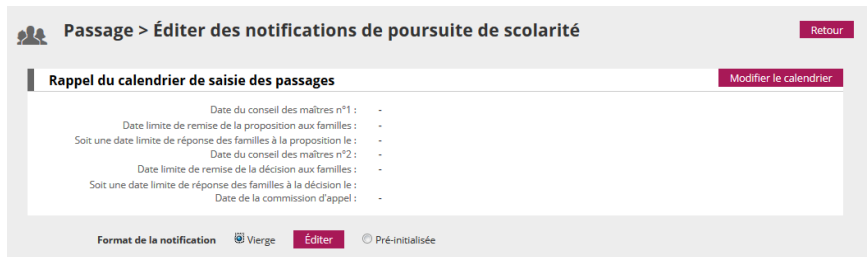 Passage > Éditer des notifications de poursuite de scolarité
Retour
Rappel du calendrier de saisie des passages
Modifier le calendrier
Date du conseil des maîtres n°1 : -
Date limite de remise de la proposition aux familles : -
Soit une date limite de réponse des familles à la proposition le : -
Date du conseil des maîtres n°2 : -
Date limite de remise de la décision aux familles : -
Soit une date limite de réponse des familles à la décision le :
Date de la commission d'appel : -
Format de la notification Vierge Éditer Pré-initialisée